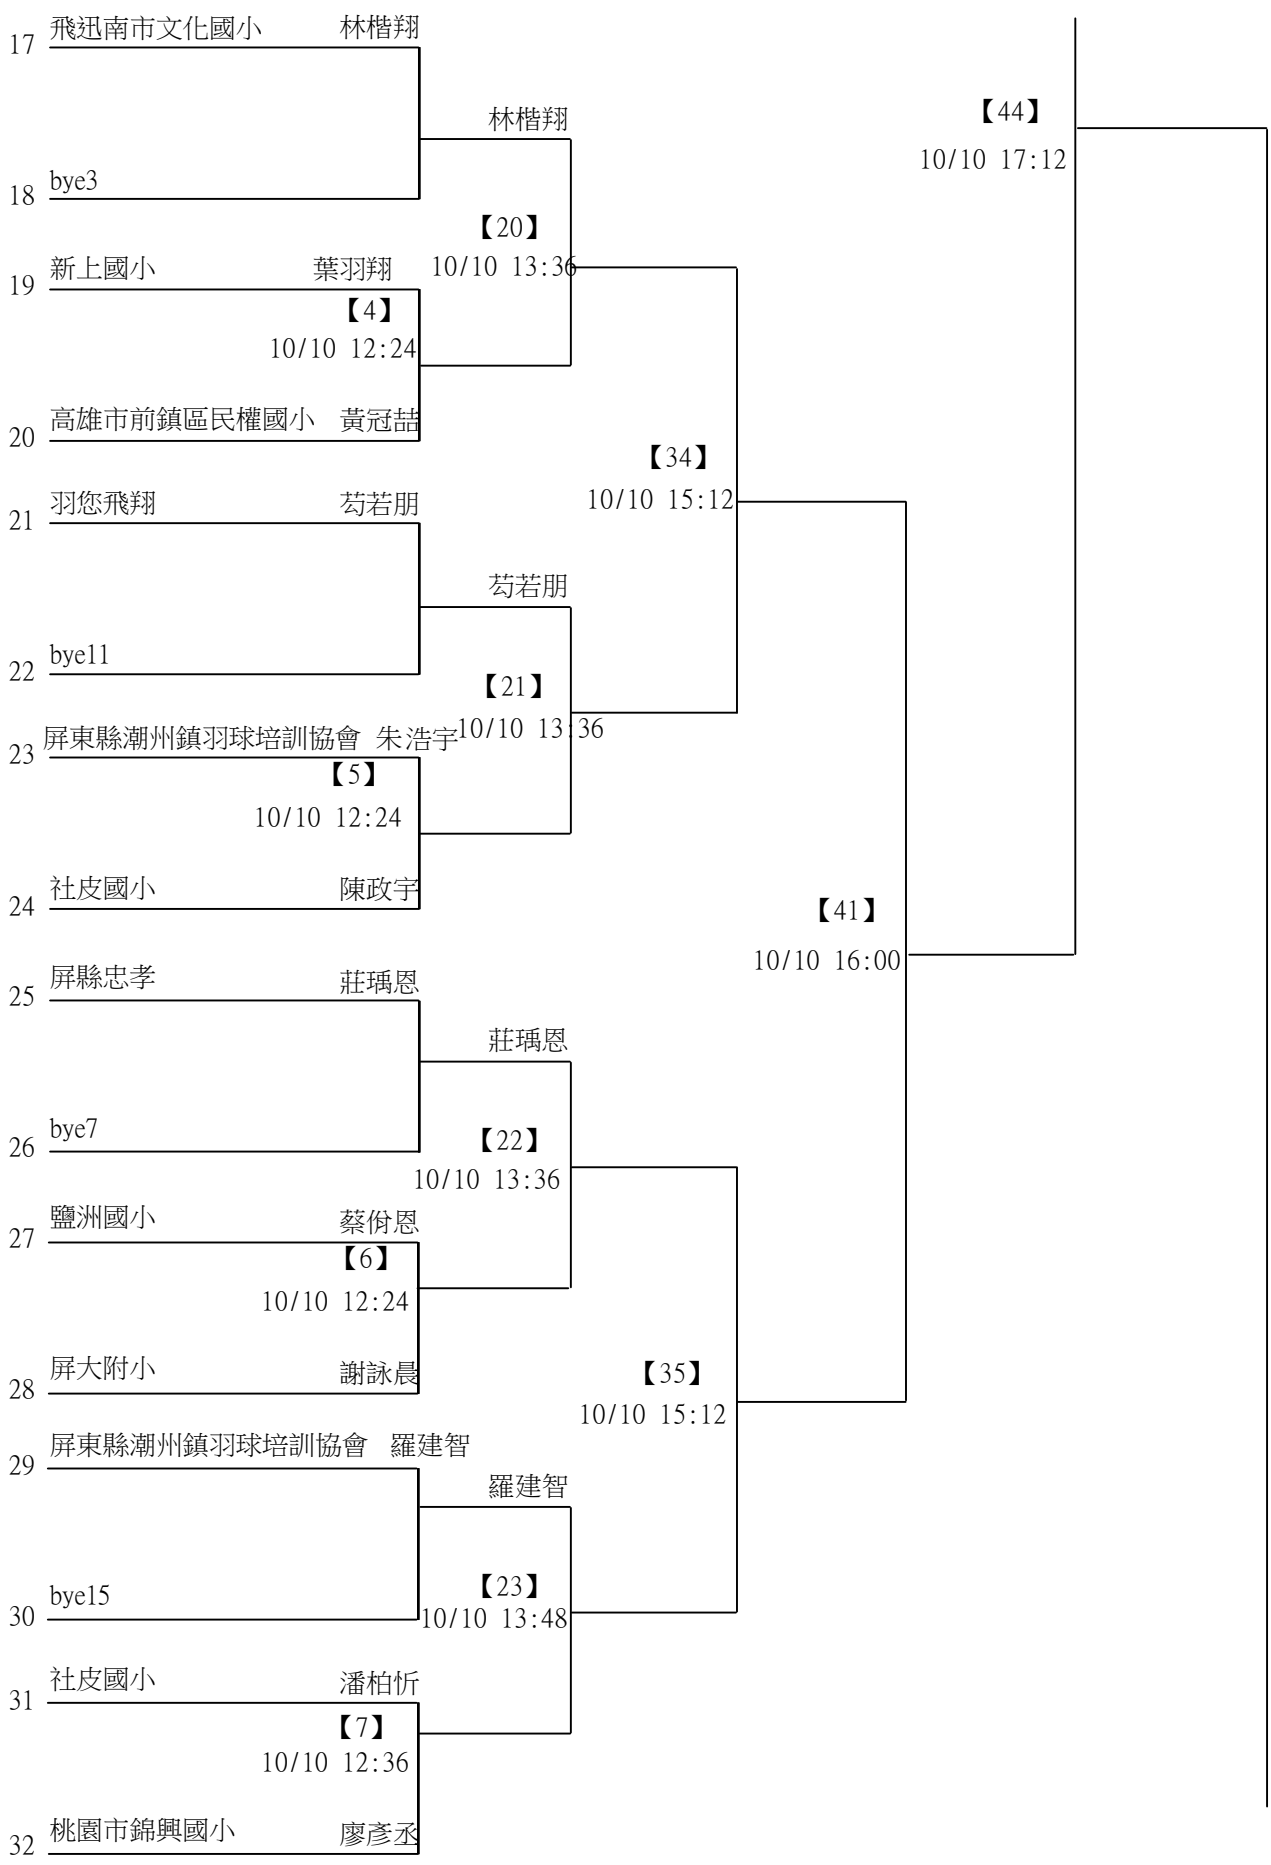 17 飛迅南市文化國小 林楷翔
【44】
林楷翔
10/10 17:12
18 bye3
【20】
19 新上國小 葉羽翔 10/10 13:36
【4】
10/10 12:24
20 高雄市前鎮區民權國小 黃冠喆
【34】
10/10 15:12
21 羽您飛翔 芶若朋
芶若朋
22 bye11
【21】
10/10 13:36
23 屏東縣潮州鎮羽球培訓協會 朱浩宇
【5】
10/10 12:24
24 社皮國小 陳政宇
【41】
10/10 16:00
25 屏縣忠孝 莊瑀恩
莊瑀恩
26 bye7
【22】
10/10 13:36
27 鹽洲國小 蔡佾恩
【6】
10/10 12:24
28 屏大附小 謝詠晨
【35】
10/10 15:12
29 屏東縣潮州鎮羽球培訓協會 羅建智
羅建智
30 bye15
【23】
10/10 13:48
31 社皮國小 潘柏忻
【7】
10/10 12:36
32 桃園市錦興國小 廖彥丞